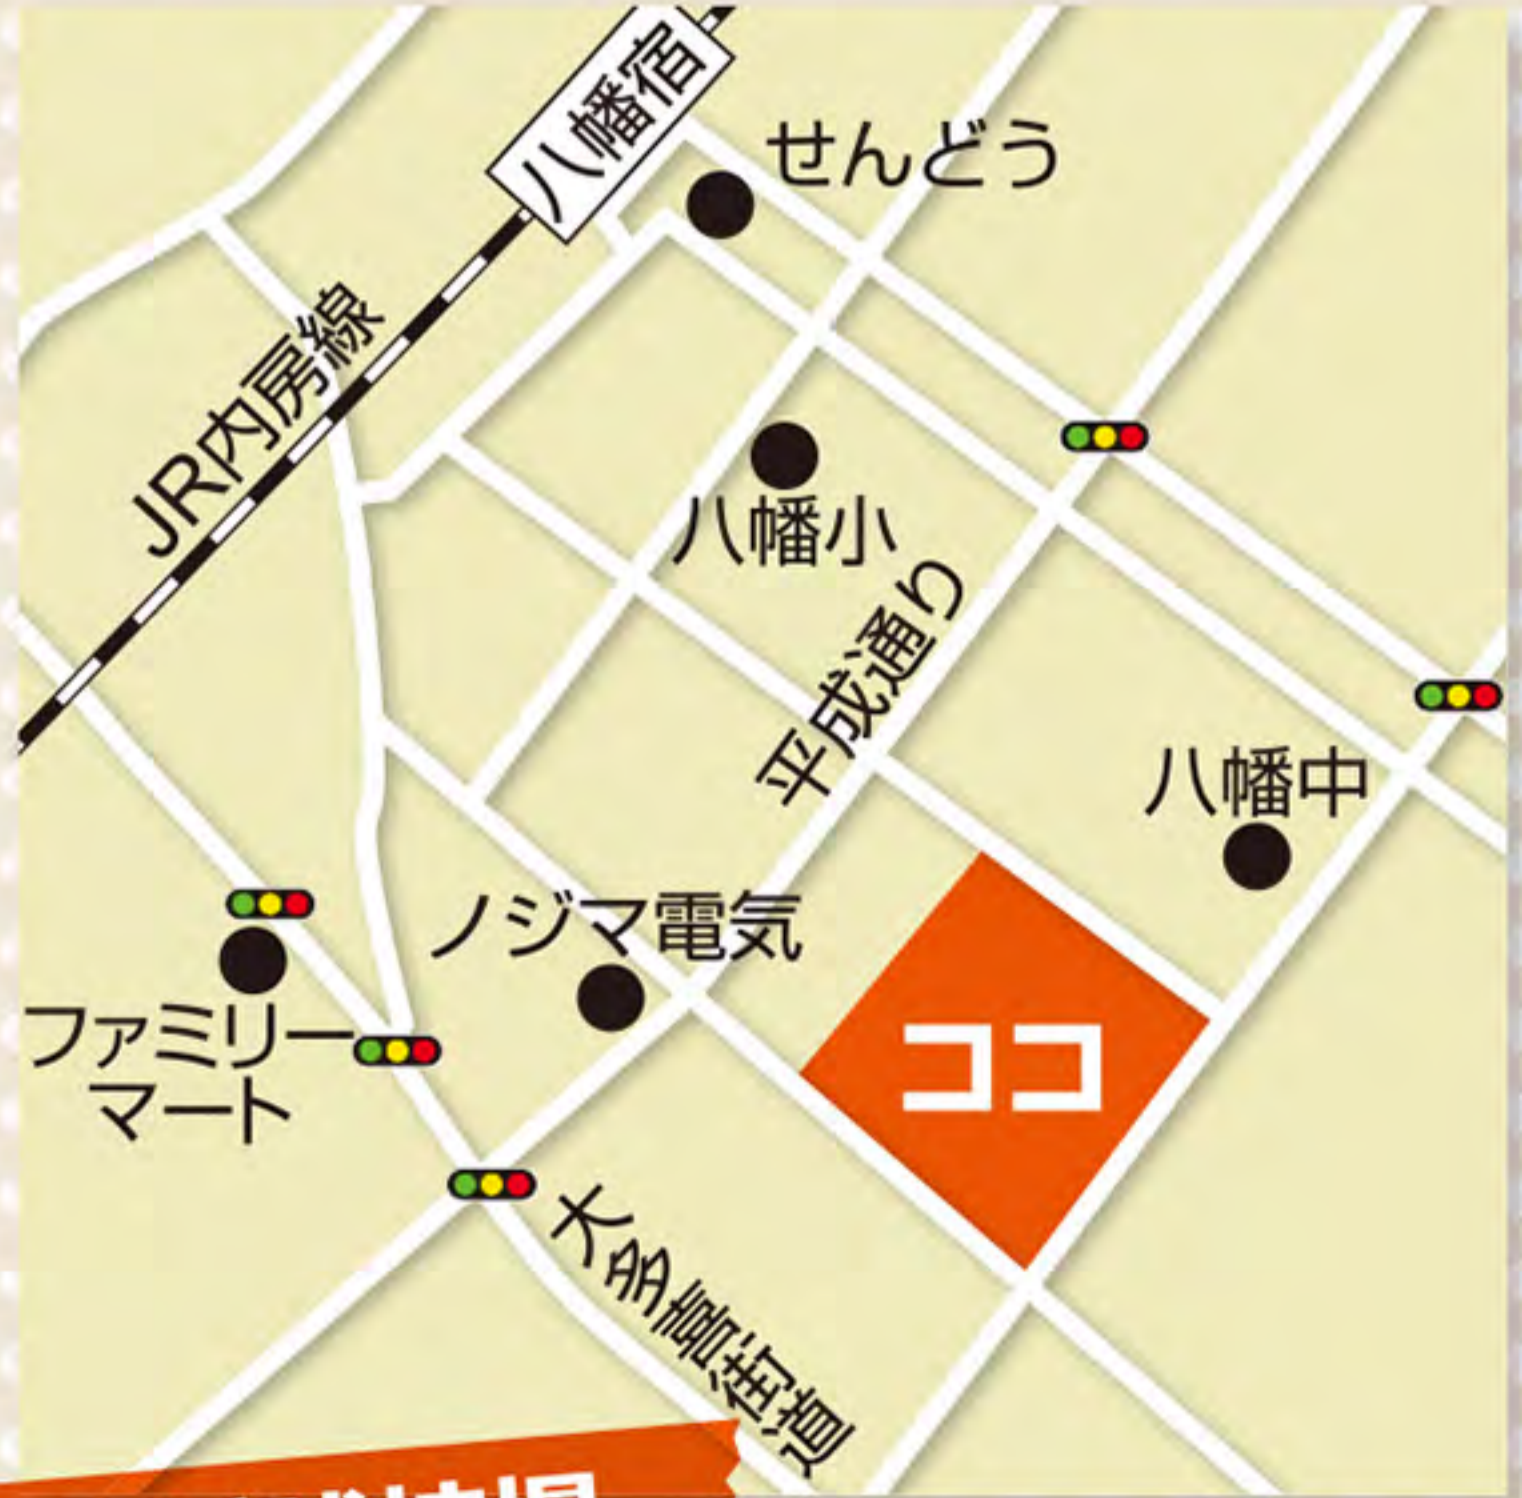 八幡宿
せんどう
JR内房線
八幡小
平成通り
八幡中
ノジマ電気
ココ
ファミリー
マート
大多喜街道